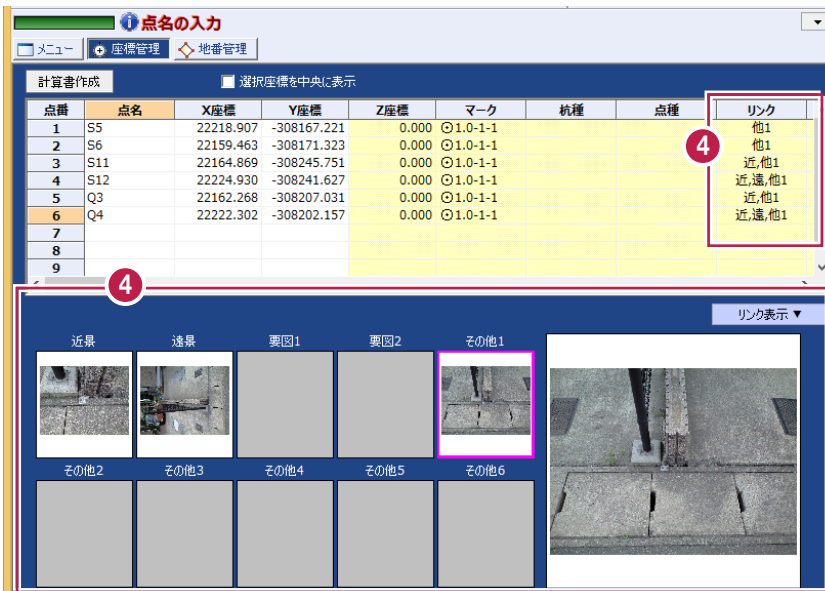 点名の入力
メニュー 座標管理 地番管理
計算書作成 選択座標を中央に表示
点番 点名 X座標 Y座標 Z座標 マーク 杭種 点種 リンク
1 S5 22218.907 -308167.221 0.000 ⊙1.0-1-1 他1
2 S6 22159.463 -308171.323 0.000 ⊙1.0-1-1 他1
3 S11 22164.869 -308245.751 0.000 ⊙1.0-1-1 近,他1
4 S12 22224.930 -308241.627 0.000 ⊙1.0-1-1 近,遠,他1
5 Q3 22162.268 -308207.031 0.000 ⊙1.0-1-1 近,他1
6 Q4 22222.302 -308202.157 0.000 ⊙1.0-1-1 近,遠,他1
7
8
9
4
4
リンク表示 ▼
近景 遠景 要図1 要図2 その他1
その他2 その他3 その他4 その他5 その他6